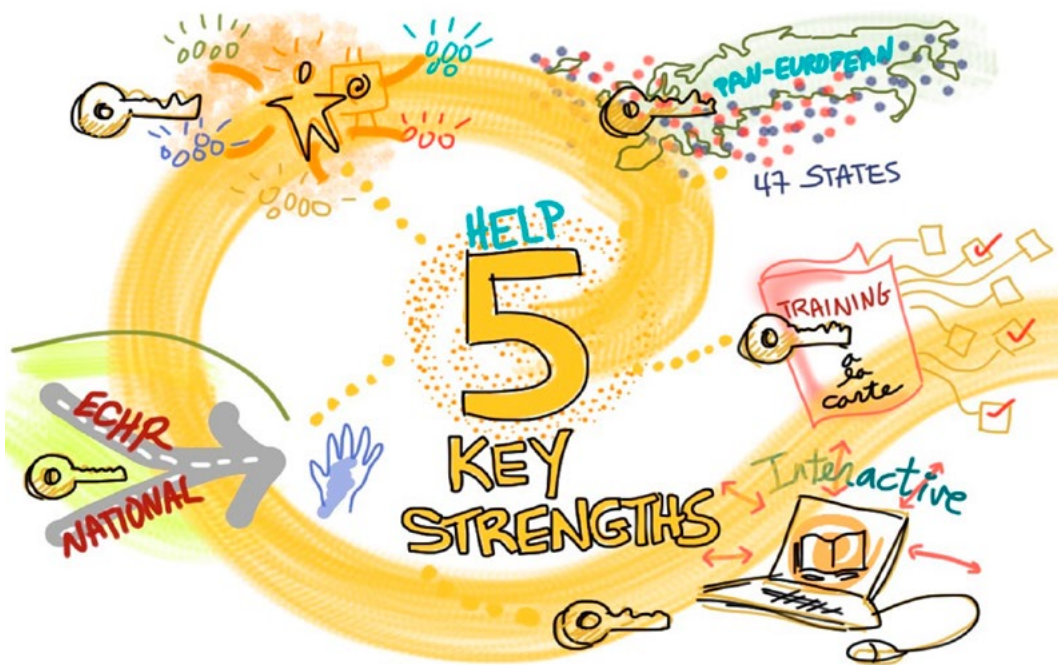 HELP
5
KEY
STRENGTHS
PAN-EUROPEAN
47 STATES
TRAINING
a
la
carte
Interactive
ECHR
NATIONAL